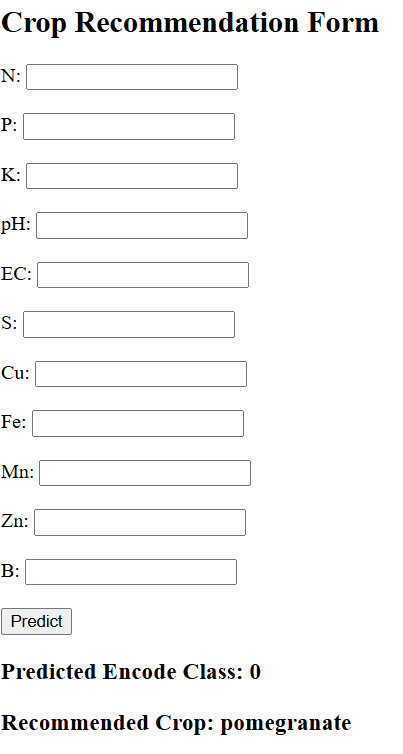 Crop Recommendation Form
N:
P:
K:
pH:
EC:
S:
Cu:
Fe:
Mn:
Zn:
B:
Predict
Predicted Encode Class: 0
Recommended Crop: pomegranate